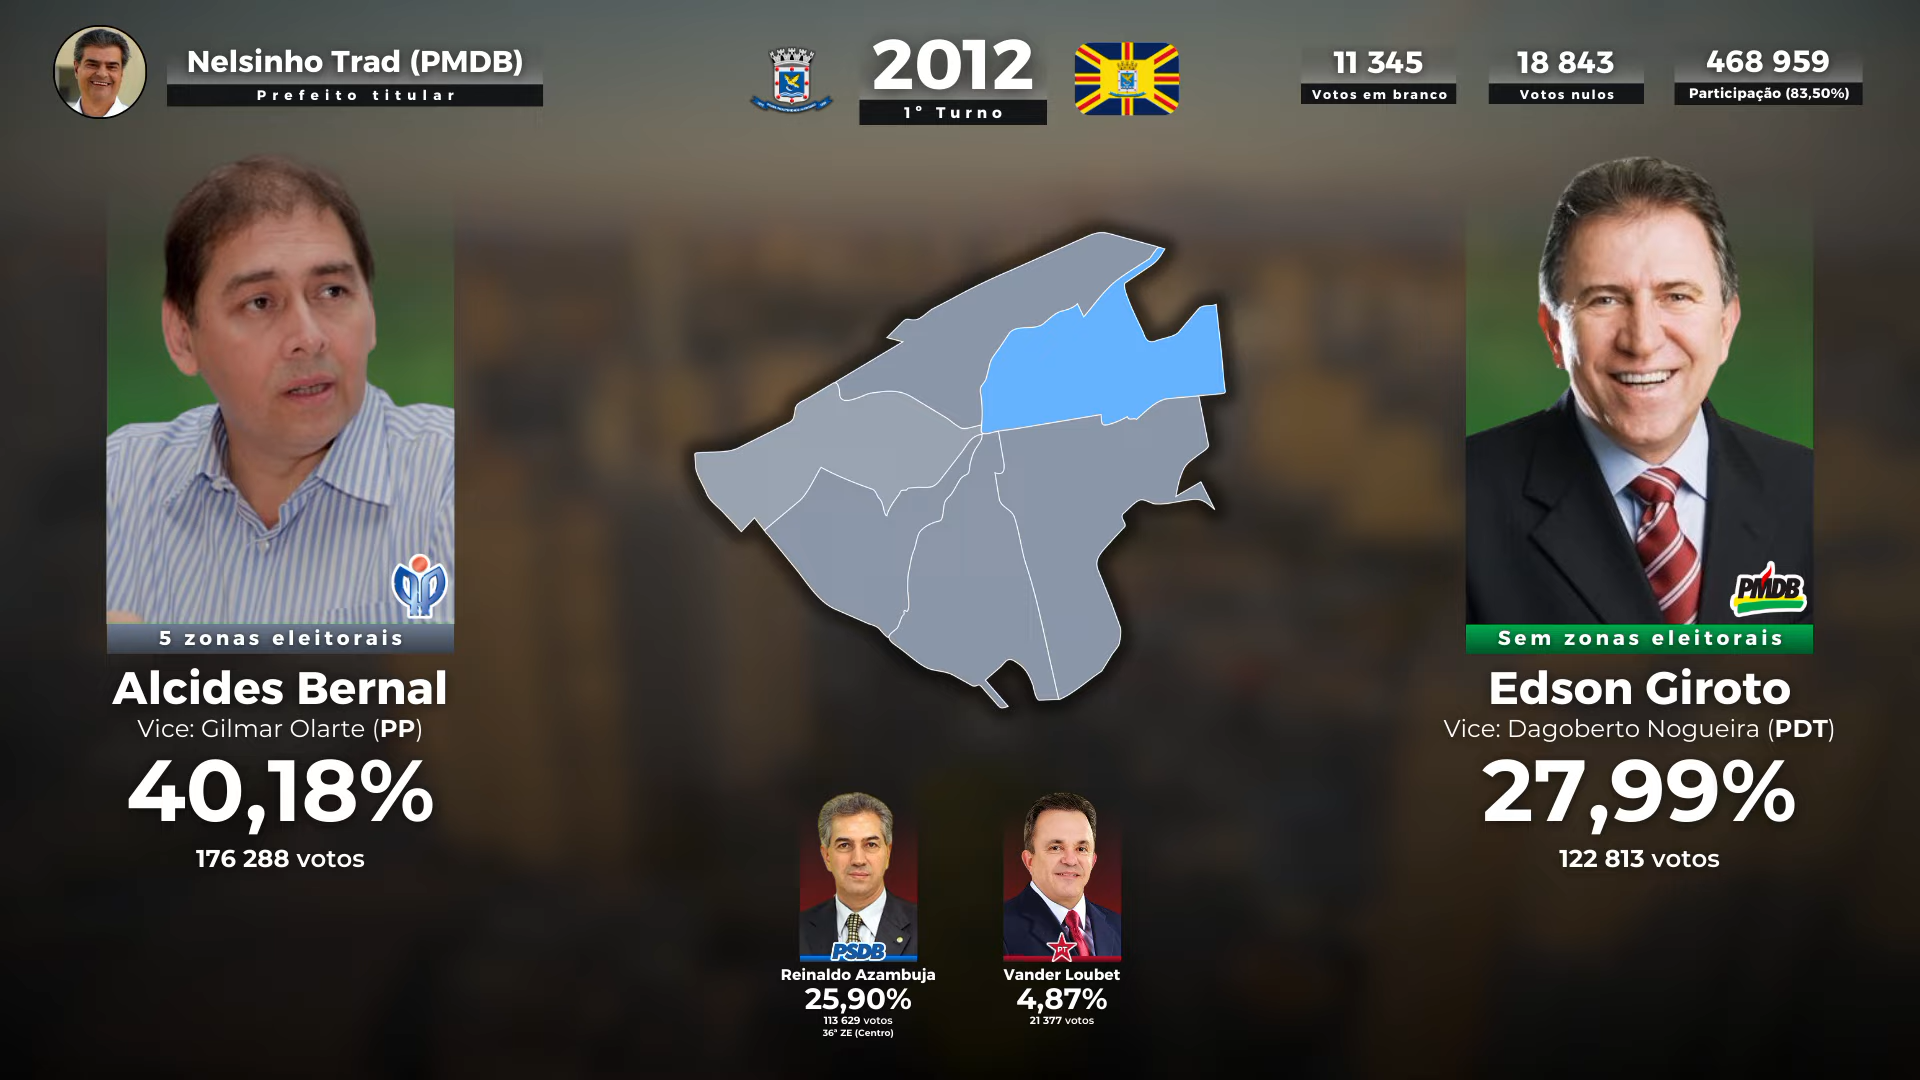 Nelsinho Trad (PMDB)
Prefeito titular
2012
1º Turno
11 345
Votos em branco
18 843
Votos nulos
468 959
Participação (83,50%)
5 zonas eleitorais
Alcides Bernal
Vice: Gilmar Olarte (PP)
40,18%
176 288 votos
PMDB
Sem zonas eleitorais
Edson Giroto
Vice: Dagoberto Nogueira (PDT)
27,99%
122 813 votos
PSDB
Reinaldo Azambuja
25,90%
113 629 votos
36ª ZE (Centro)
PT
Vander Loubet
4,87%
21 377 votos